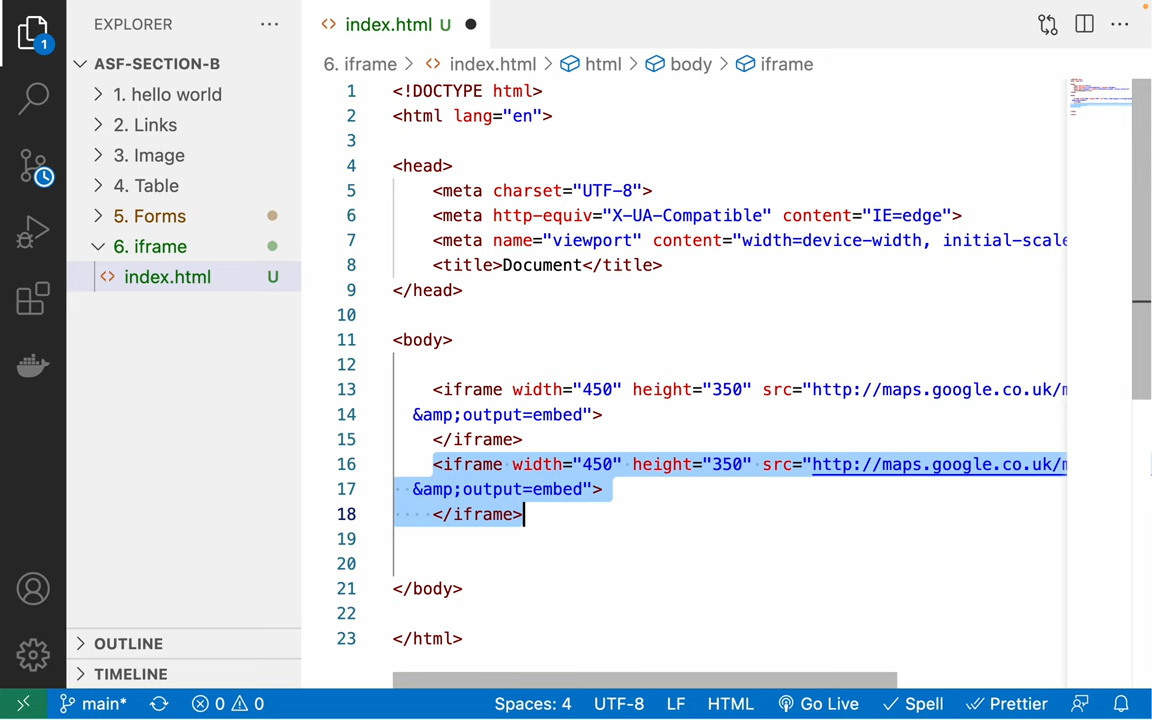 EXPLORER
index.html U
1
ASF-SECTION-B
1. hello world
2. Links
3. Image
4. Table
5. Forms
6. iframe
index.html U
OUTLINE
TIMELINE
6. iframe > <> index.html > html > body > iframe
1 <!DOCTYPE html>
2 <html lang="en">
3
4 <head>
5 <meta charset="UTF-8">
6 <meta http-equiv="X-UA-Compatible" content="IE=edge">
7 <meta name="viewport" content="width=device-width, initial-scale
8 <title>Document</title>
9 </head>
10
11 <body>
12
13 <iframe width="450" height="350" src="http://maps.google.co.uk/m
14 &amp;output=embed">
15 </iframe>
16 <iframe width="450" height="350" src="http://maps.google.co.uk/m
17 &amp;output=embed">
18 </iframe>
19
20
21 </body>
22
23 </html>
main* 0 0 Spaces: 4 UTF-8 LF HTML Go Live Spell Prettier